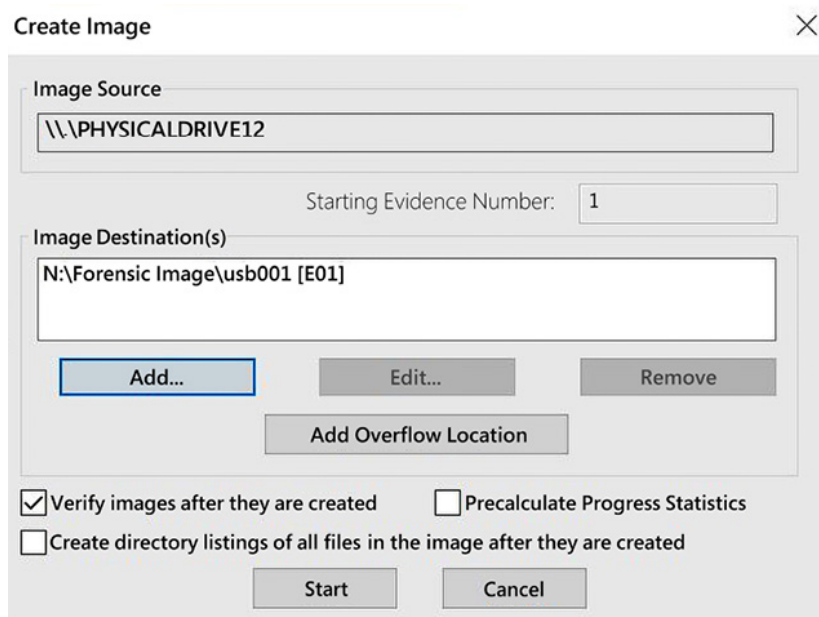 Create Image
Image Source
\\.\PHYSICALDRIVE12
Starting Evidence Number: 1
Image Destination(s)
N:\Forensic Image\usb001 [E01]
Add... Edit... Remove
Add Overflow Location
Verify images after they are created Precalculate Progress Statistics
Create directory listings of all files in the image after they are created
Start Cancel